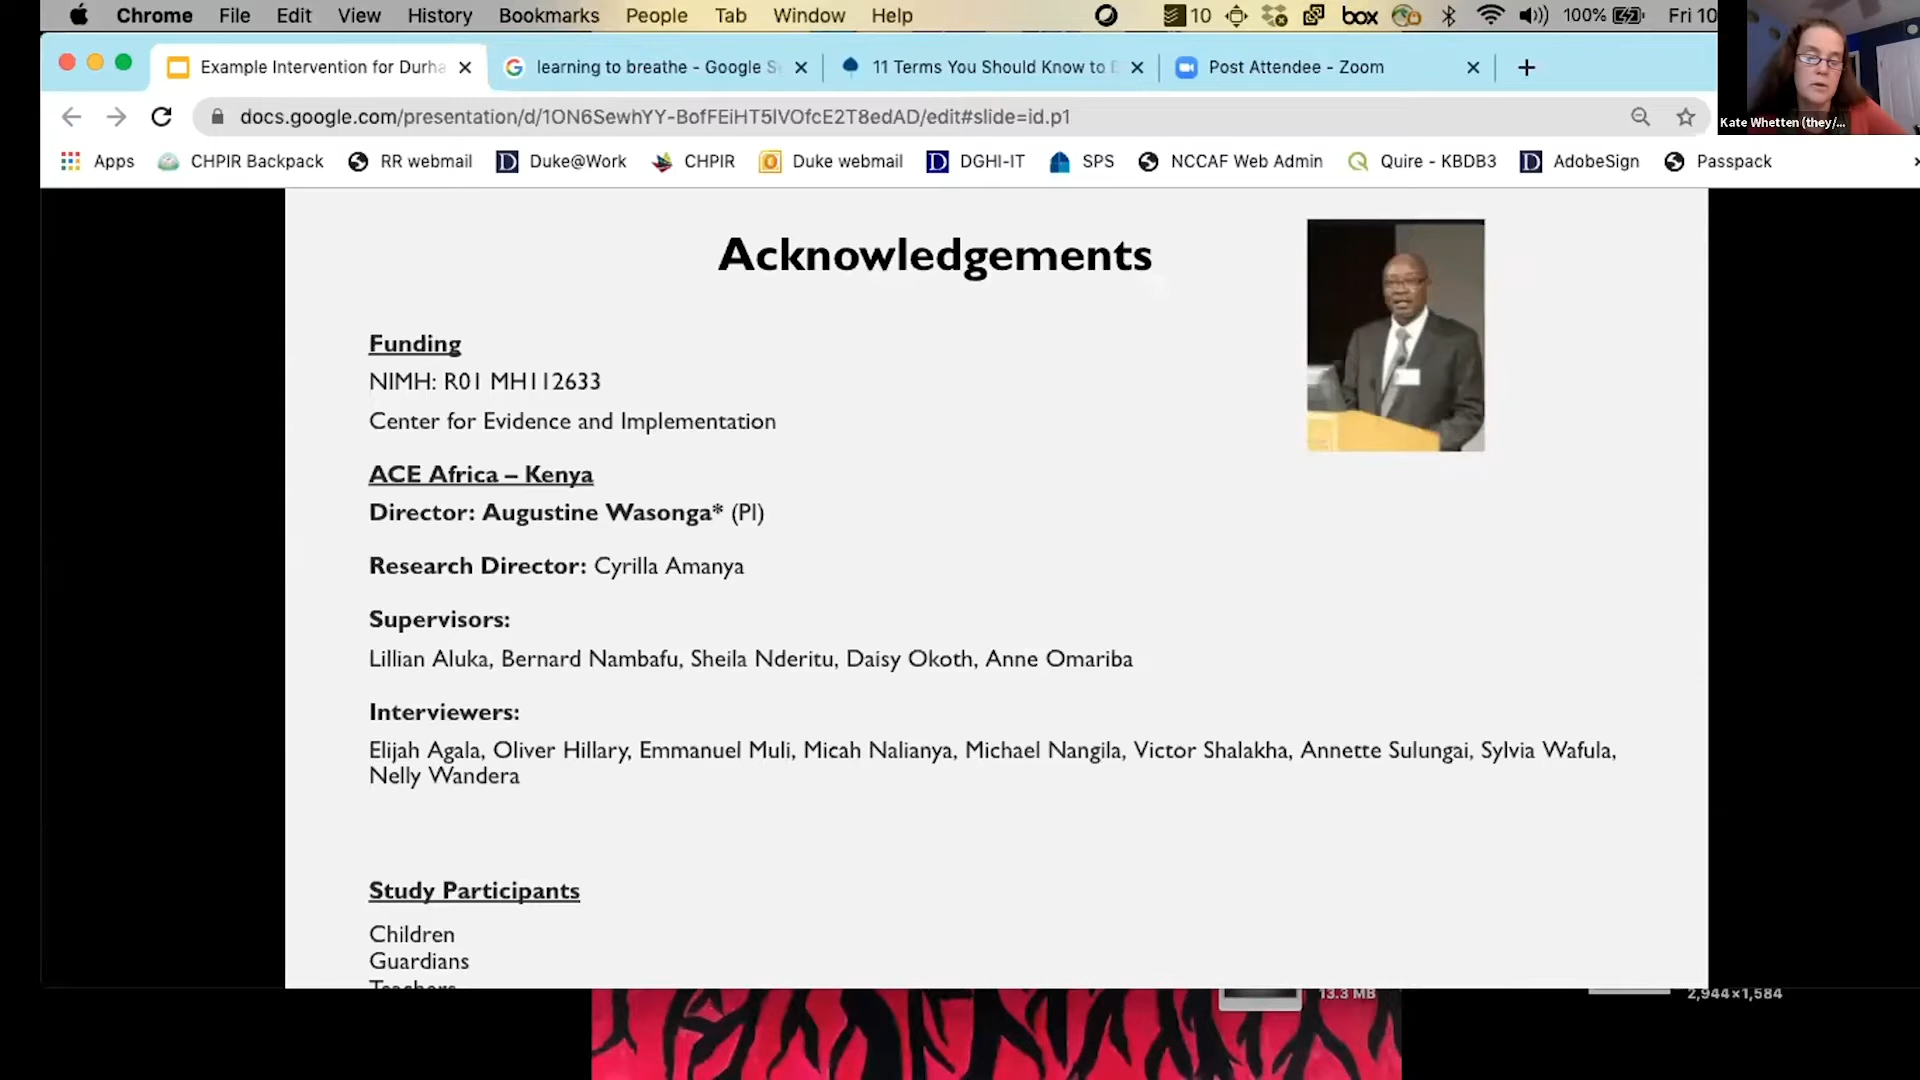 Chrome File Edit View History Bookmarks People Tab Window Help 10 box 100% Fri 10
Example Intervention for Durha learning to breathe - Google S 11 Terms You Should Know to E Post Attendee - Zoom
docs.google.com/presentation/d/1ON6SewhYY-BofFEiHT5lVOfcE2T8edAD/edit#slide=id.p1
Kate Whetten (they/...
Apps CHPIR Backpack RR webmail Duke@Work CHPIR Duke webmail DGHI-IT SPS NCCAF Web Admin Quire - KBDB3 AdobeSign Passpack
Acknowledgements
Funding
NIMH: R01 MH112633
Center for Evidence and Implementation
ACE Africa – Kenya
Director: Augustine Wasonga* (PI)
Research Director: Cyrilla Amanya
Supervisors:
Lillian Aluka, Bernard Nambafu, Sheila Nderitu, Daisy Okoth, Anne Omariba
Interviewers:
Elijah Agala, Oliver Hillary, Emmanuel Muli, Micah Nalianya, Michael Nangila, Victor Shalakha, Annette Sulungai, Sylvia Wafula,
Nelly Wandera
Study Participants
Children
Guardians
Teachers
13.3 MB 2,944×1,584